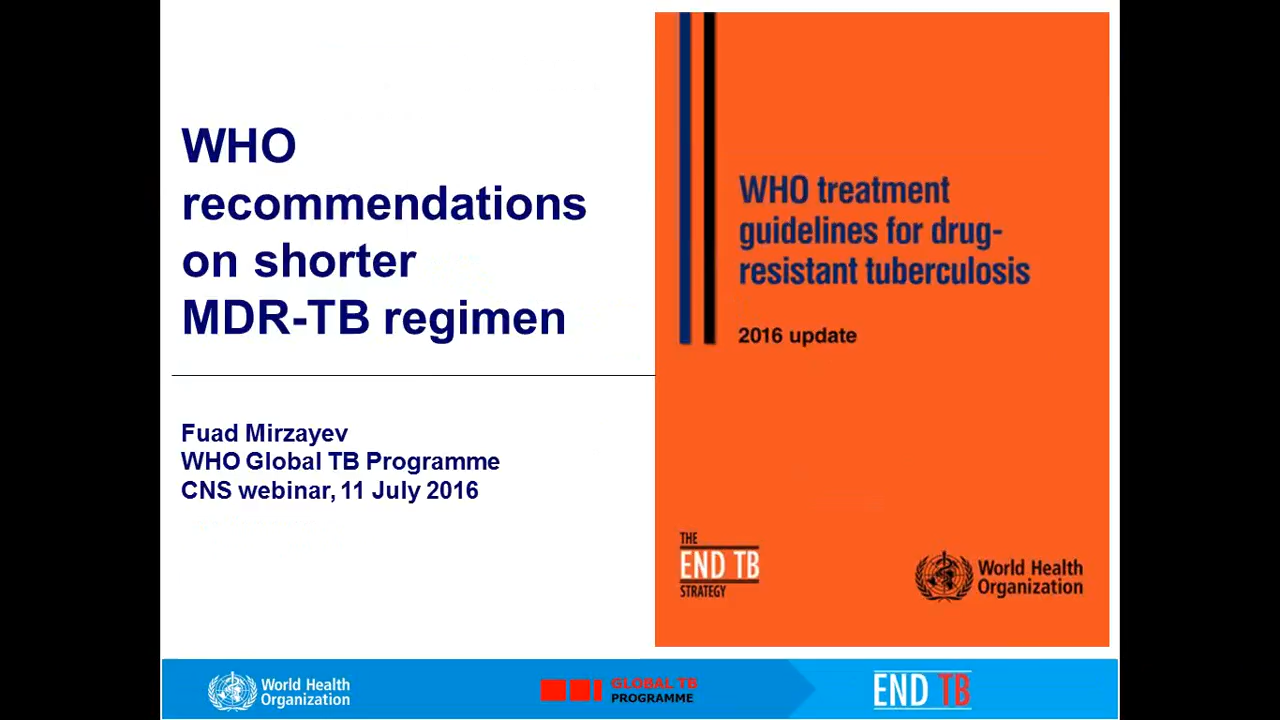 WHO
recommendations
on shorter
MDR-TB regimen
Fuad Mirzayev
WHO Global TB Programme
CNS webinar, 11 July 2016
WHO treatment
guidelines for drug-
resistant tuberculosis
2016 update
THE
END TB
STRATEGY
World Health
Organization
World Health
Organization
GLOBAL TB
PROGRAMME
END TB